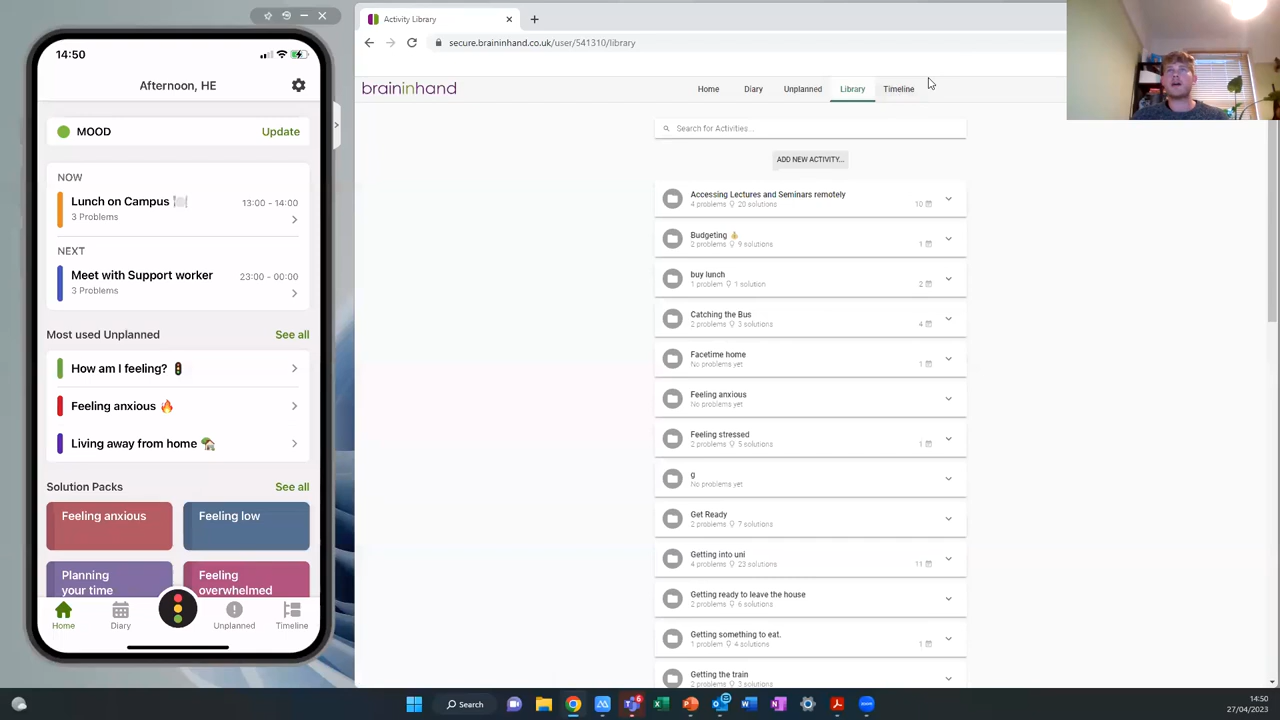 14:50
Afternoon, HE
MOOD
Update
NOW
Lunch on Campus 🍽️
13:00 - 14:00
3 Problems
NEXT
Meet with Support worker
23:00 - 00:00
3 Problems
Most used Unplanned
See all
How am I feeling? 🚦
Feeling anxious 🔥
Living away from home 🏡
Solution Packs
See all
Feeling anxious
Feeling low
Planning
your time
Feeling
overwhelmed
Home
Diary
Unplanned
Timeline
Activity Library
secure.braininhand.co.uk/user/541310/library
braininhand
Home
Diary
Unplanned
Library
Timeline
Search for Activities...
ADD NEW ACTIVITY...
Accessing Lectures and Seminars remotely
4 problems 20 solutions
10
Budgeting
2 problems 9 solutions
1
buy lunch
1 problem 1 solution
2
Catching the Bus
2 problems 3 solutions
4
Facetime home
No problems yet
1
Feeling anxious
No problems yet
Feeling stressed
2 problems 5 solutions
1
g
No problems yet
Get Ready
2 problems 7 solutions
Getting into uni
4 problems 23 solutions
11
Getting ready to leave the house
2 problems 6 solutions
Getting something to eat.
1 problem 4 solutions
1
Getting the train
2 problems 3 solutions
Search
14:50
27/04/2023